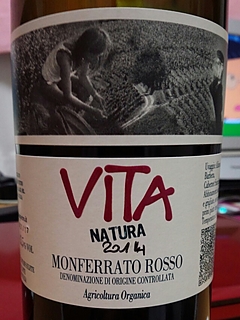 VITA
NATURA
2014
MONFERRATO ROSSO
DENOMINAZIONE DI ORIGINE CONTROLLATA
Agricoltura Organica